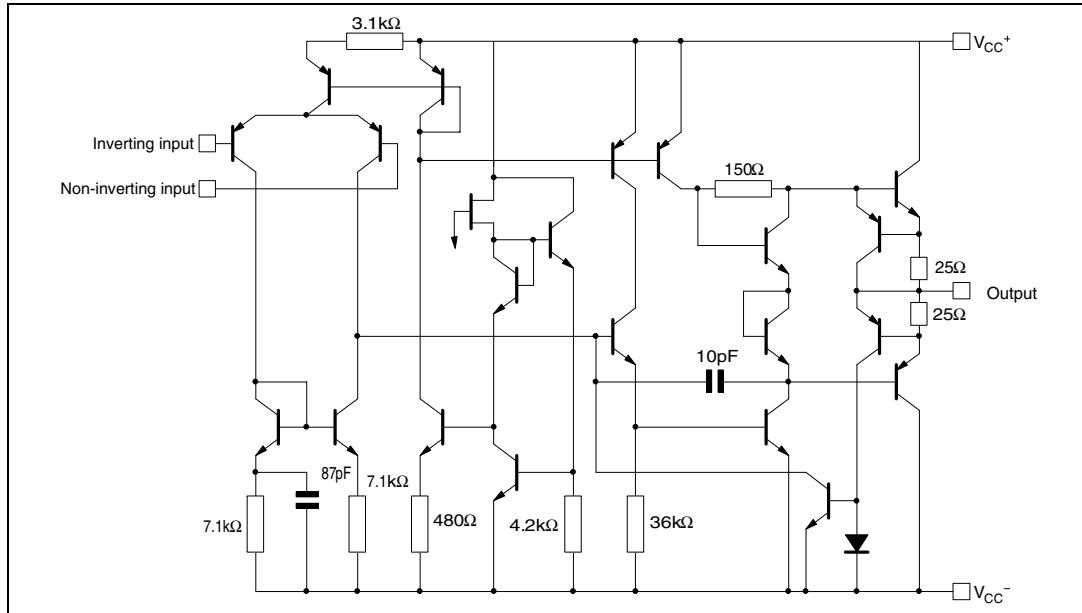 3.1kΩ
VCC+
Inverting input
150Ω
Non-inverting input
25Ω
Output
25Ω
10pF
87pF
7.1kΩ
7.1kΩ
480Ω
4.2kΩ
36kΩ
VCC−